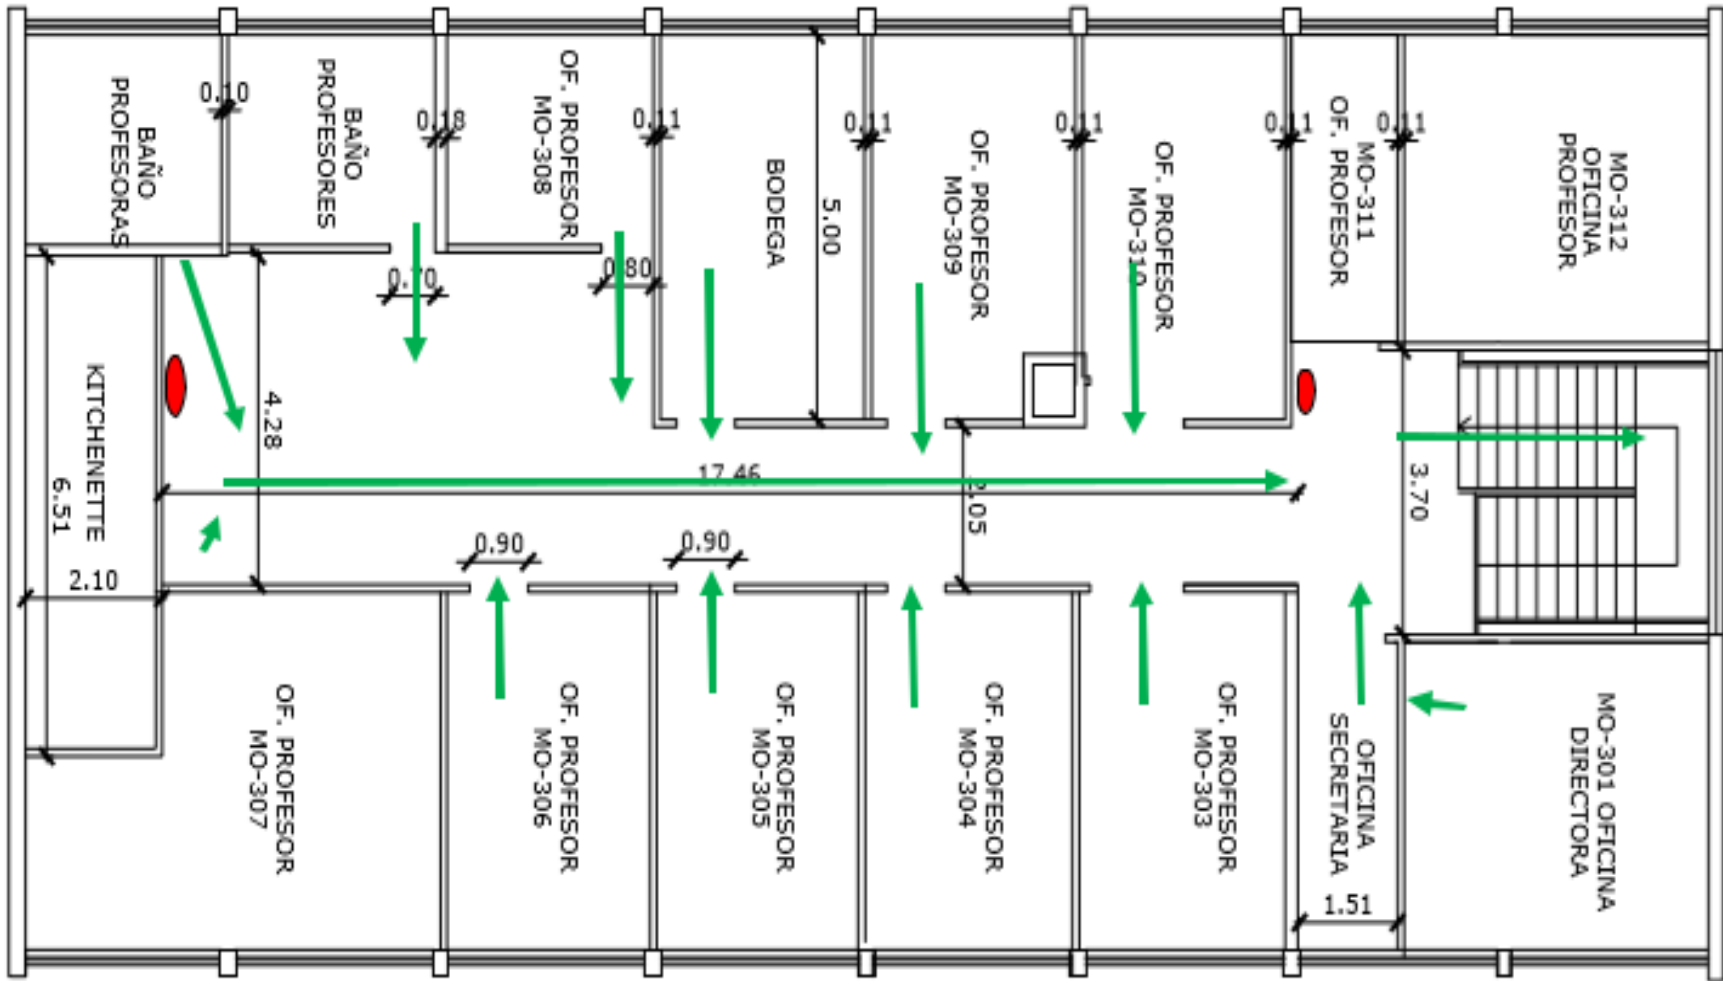 BAÑO
PROFESORAS
0.10
BAÑO
PROFESORES
0.18
OF. PROFESOR
MO-308
0.11
BODEGA
5.00
0.11
OF. PROFESOR
MO-309
0.11
OF. PROFESOR
MO-310
0.11
MO-311
OF. PROFESOR
0.11
MO-312
OFICINA
PROFESOR
0.70
0.80
KITCHENETTE
6.51
2.10
4.28
17.46
2.05
3.70
0.90
0.90
OF. PROFESOR
MO-307
OF. PROFESOR
MO-306
OF. PROFESOR
MO-305
OF. PROFESOR
MO-304
OF. PROFESOR
MO-303
OFICINA
SECRETARIA
1.51
MO-301 OFICINA
DIRECTORA